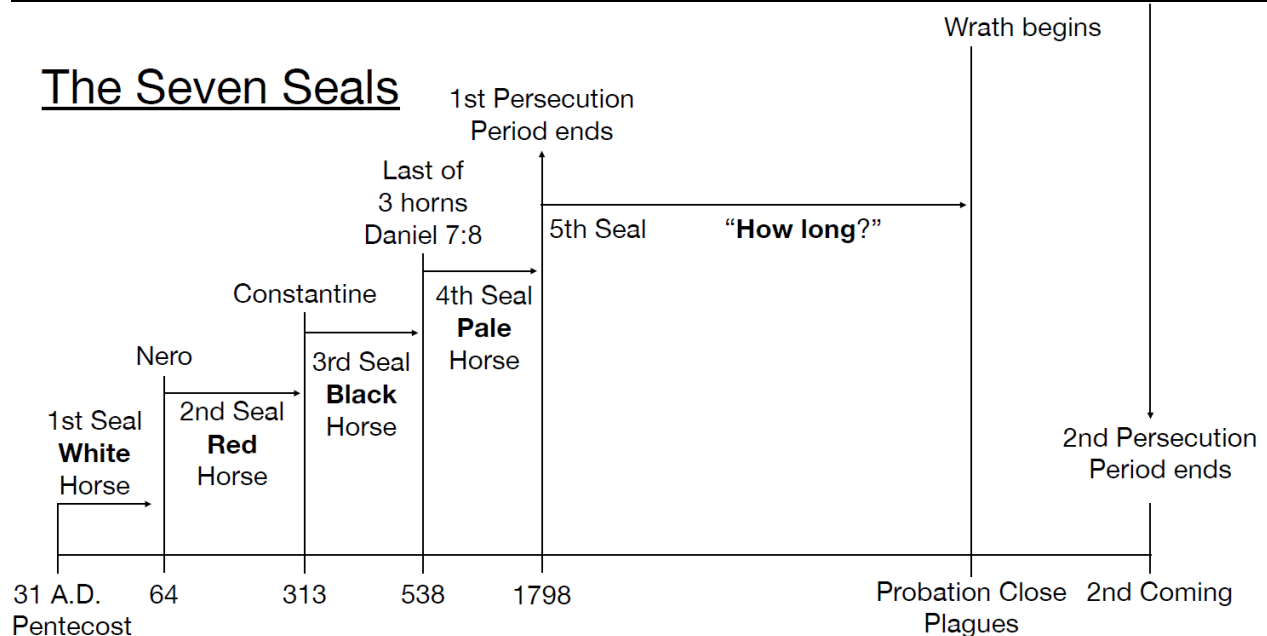 Wrath begins
The Seven Seals
1st Persecution
Period ends
Last of
3 horns
Daniel 7:8
5th Seal
“How long?”
Constantine
4th Seal
Pale
Horse
Nero
3rd Seal
Black
Horse
1st Seal
White
Horse
2nd Seal
Red
Horse
2nd Persecution
Period ends
31 A.D.
Pentecost
64
313
538
1798
Probation Close
Plagues
2nd Coming